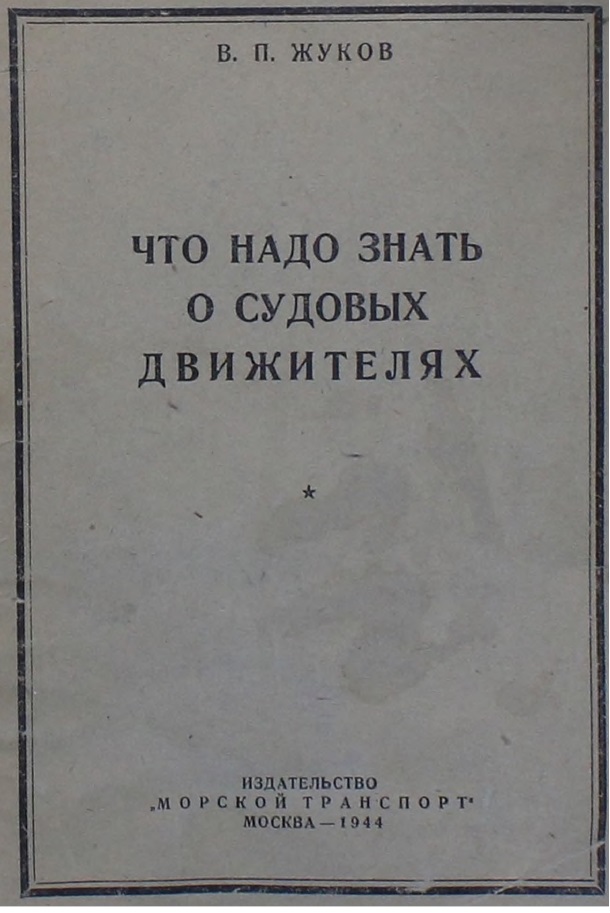 В. П. ЖУКОВ
ЧТО НАДО ЗНАТЬ
О СУДОВЫХ
ДВИЖИТЕЛЯХ
ИЗДАТЕЛЬСТВО
„МОРСКОЙ ТРАНСПОРТ“
МОСКВА — 1944